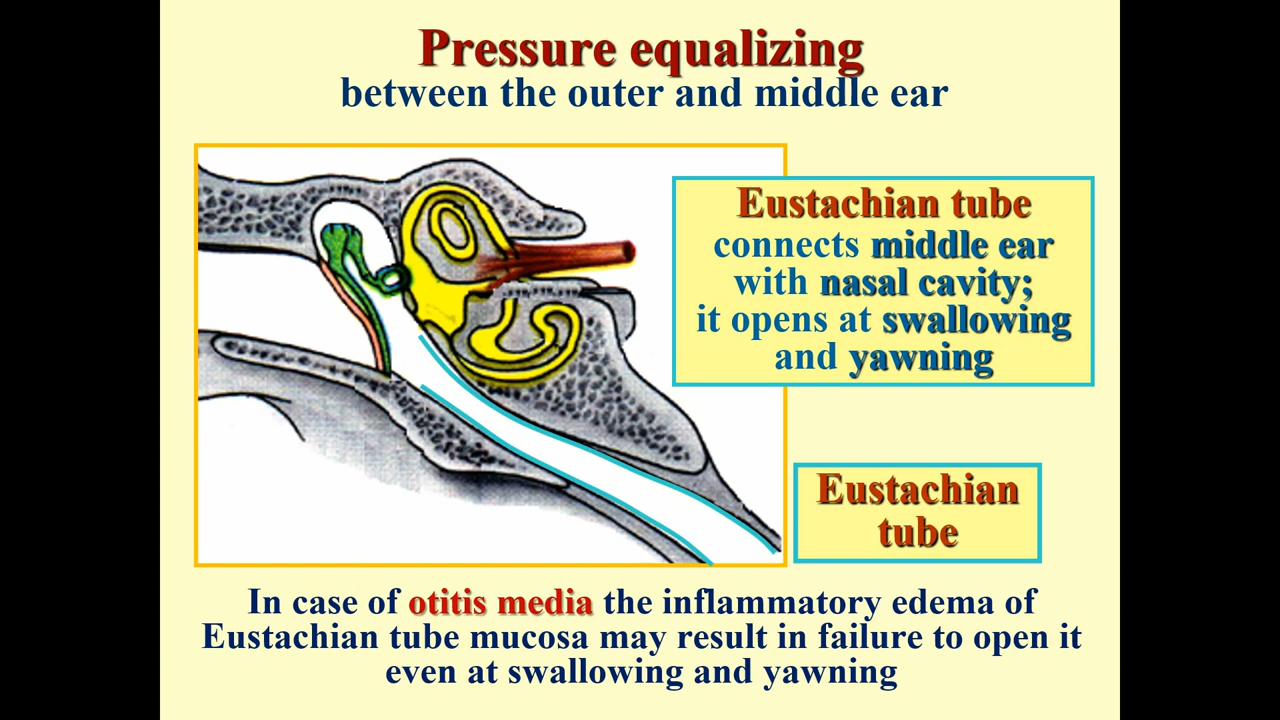 Pressure equalizing
between the outer and middle ear
Eustachian tube
connects middle ear
with nasal cavity;
it opens at swallowing
and yawning
Eustachian
tube
In case of otitis media the inflammatory edema of
Eustachian tube mucosa may result in failure to open it
even at swallowing and yawning